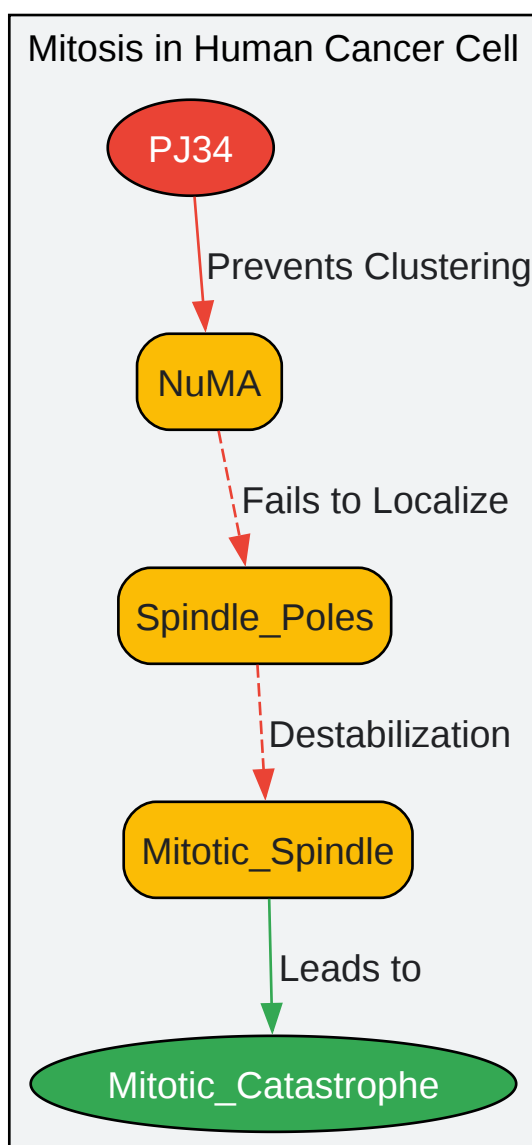 Mitosis in Human Cancer Cell
PJ34
Prevents Clustering
NuMA
Fails to Localize
Spindle_Poles
Destabilization
Mitotic_Spindle
Leads to
Mitotic_Catastrophe